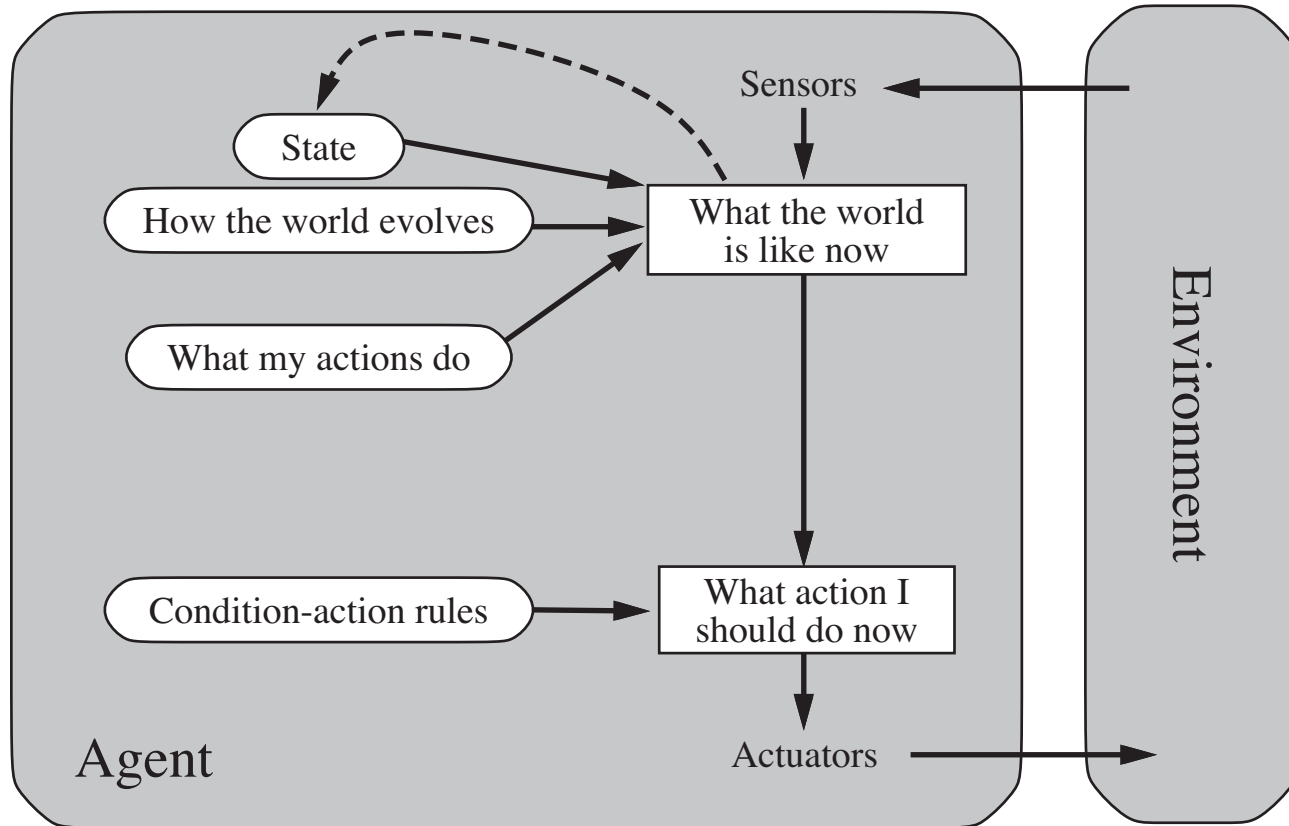 Sensors
State
How the world evolves
What the world
is like now
What my actions do
Environment
Condition-action rules
What action I
should do now
Agent
Actuators